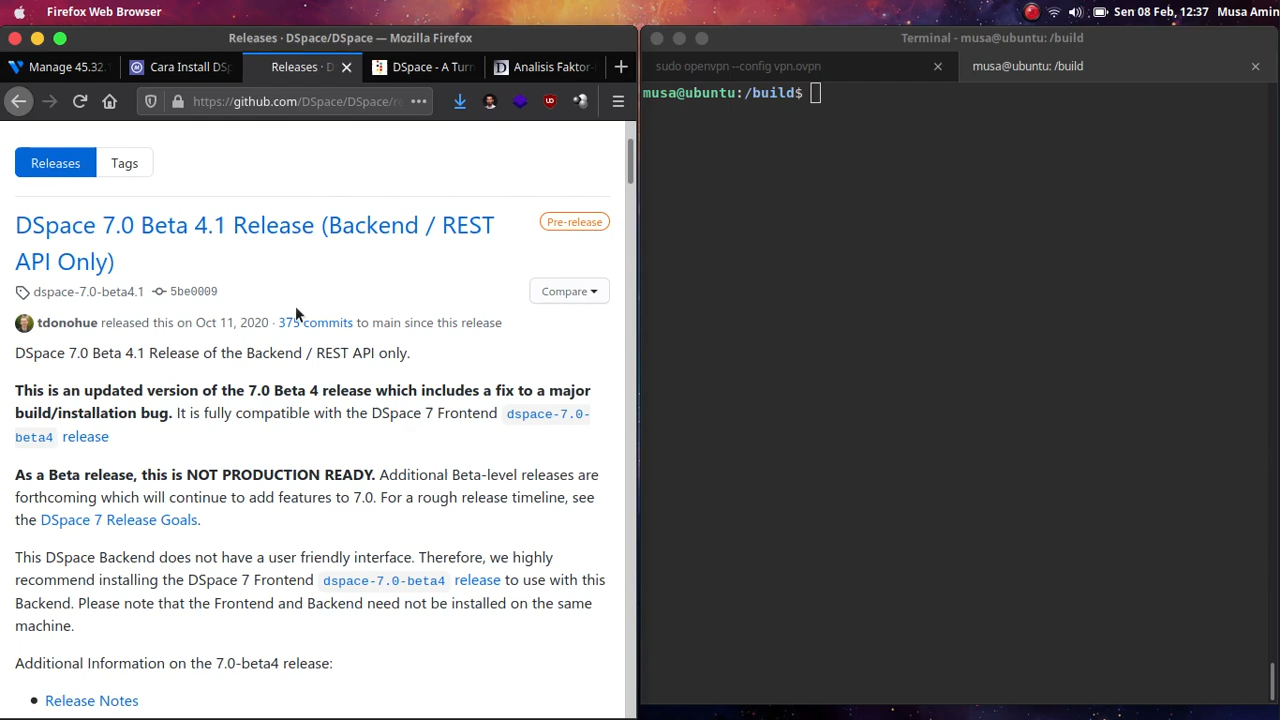 Firefox Web Browser
Sen 08 Feb, 12:37 Musa Amin
Releases · DSpace/DSpace — Mozilla Firefox
Manage 45.32.
Cara Install DSp
Releases · D
DSpace - A Turn
Analisis Faktor-
https://github.com/DSpace/DSpace/re
Releases
Tags
DSpace 7.0 Beta 4.1 Release (Backend / REST
API Only)
Pre-release
dspace-7.0-beta4.1
5be0009
Compare
tdonohue released this on Oct 11, 2020 · 375 commits to main since this release
DSpace 7.0 Beta 4.1 Release of the Backend / REST API only.
This is an updated version of the 7.0 Beta 4 release which includes a fix to a major
build/installation bug. It is fully compatible with the DSpace 7 Frontend dspace-7.0-
beta4 release
As a Beta release, this is NOT PRODUCTION READY. Additional Beta-level releases are
forthcoming which will continue to add features to 7.0. For a rough release timeline, see
the DSpace 7 Release Goals.
This DSpace Backend does not have a user friendly interface. Therefore, we highly
recommend installing the DSpace 7 Frontend dspace-7.0-beta4 release to use with this
Backend. Please note that the Frontend and Backend need not be installed on the same
machine.
Additional Information on the 7.0-beta4 release:
• Release Notes
Terminal - musa@ubuntu: /build
sudo openvpn --config vpn.ovpn
musa@ubuntu: /build
musa@ubuntu:/build$